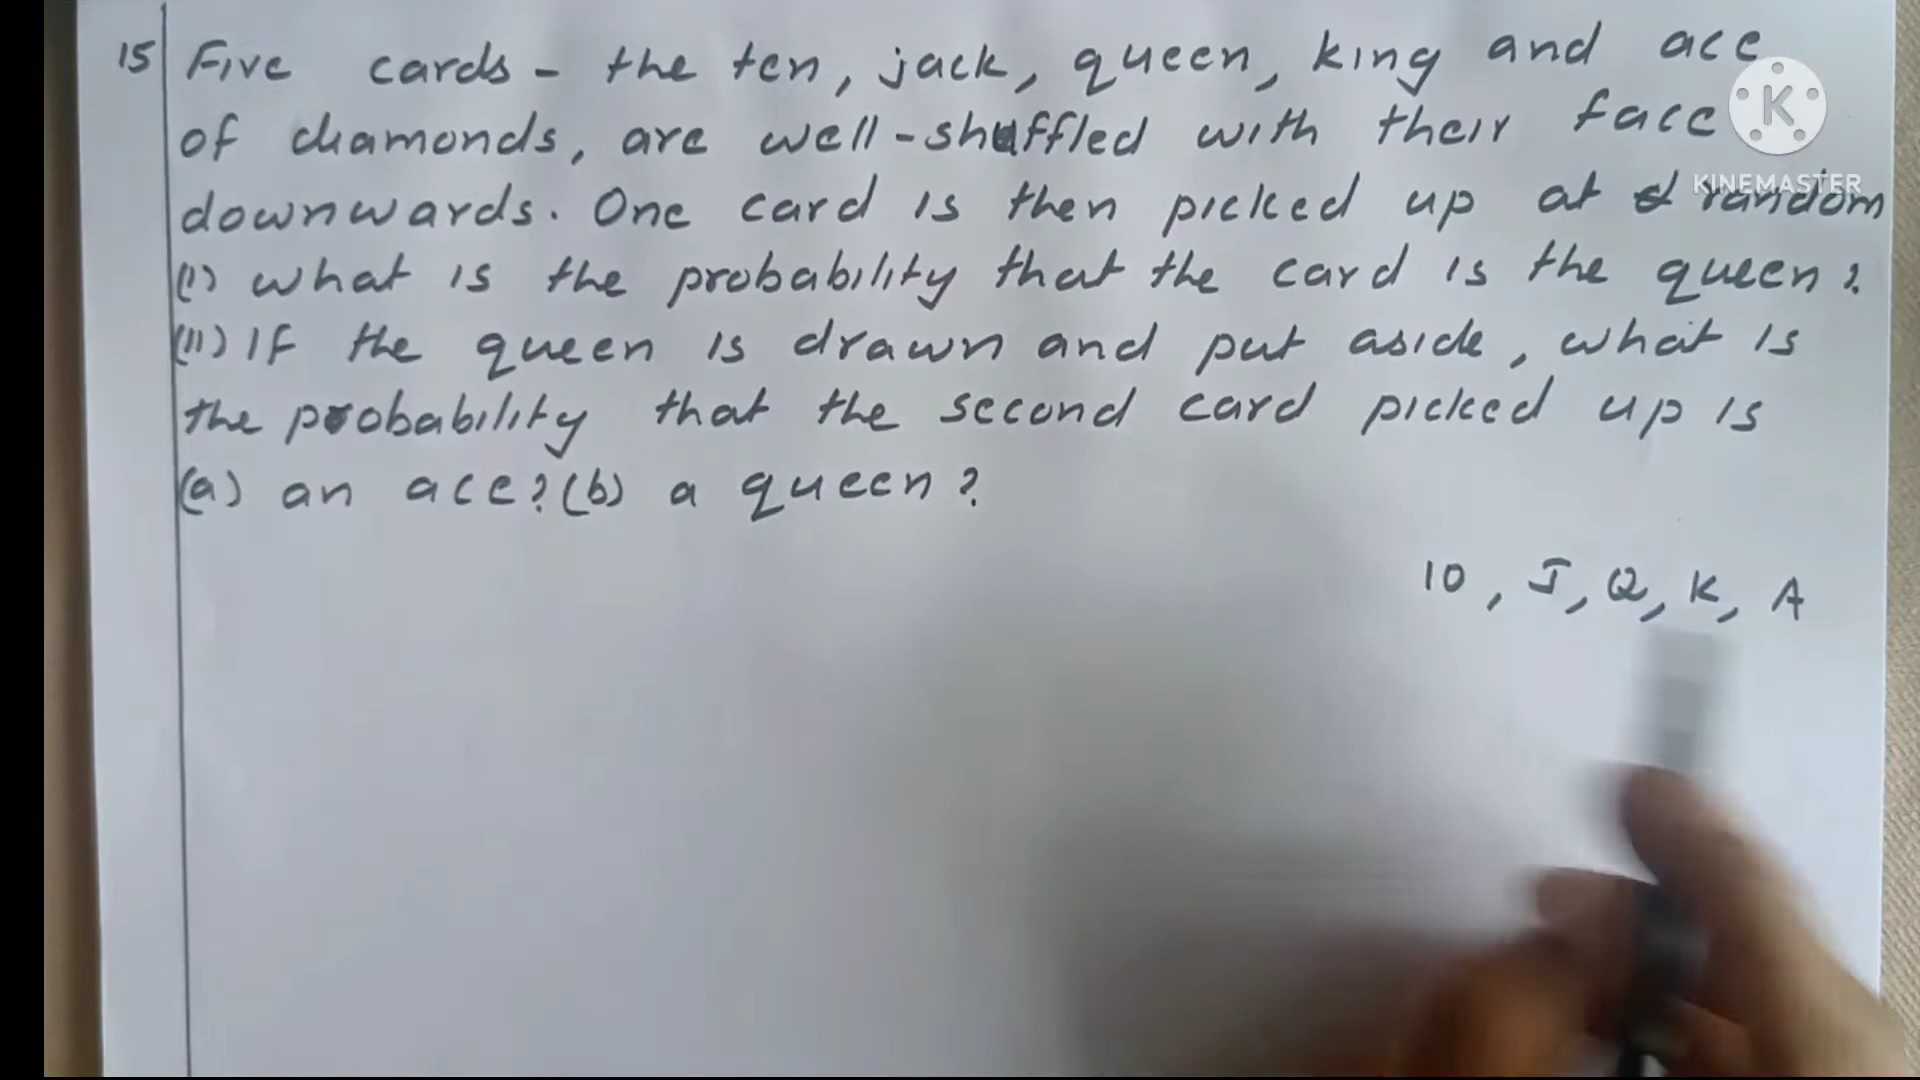 15 Five cards - the ten, jack, queen, king and ace
of diamonds, are well-shuffled with their face
downwards. One card is then picked up at random
(i) what is the probability that the card is the queen?
(ii) If the queen is drawn and put aside, what is
the probability that the second card picked up is
(a) an ace? (b) a queen?
10, J, Q, K, A
K
KINEMASTER